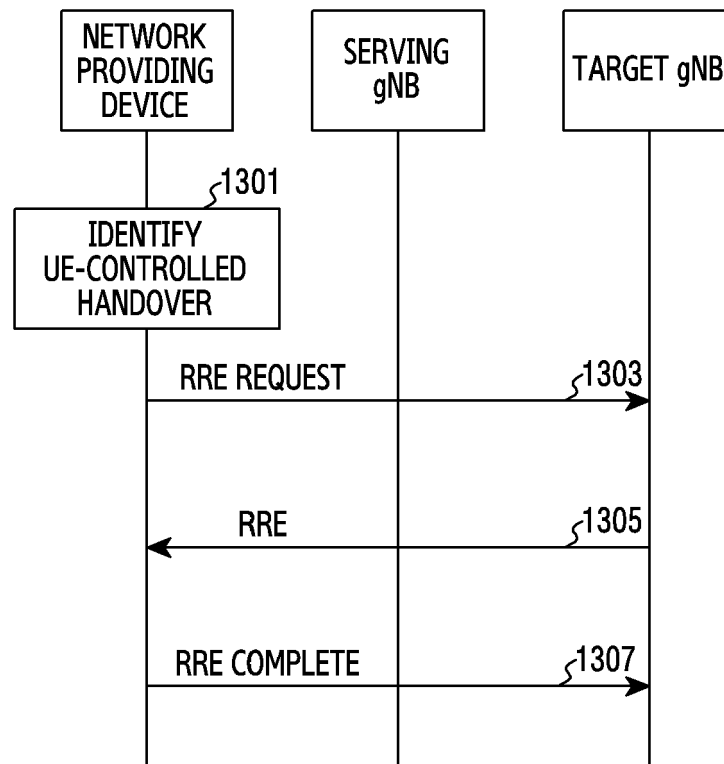 NETWORK
PROVIDING
DEVICE
SERVING
gNB
TARGET gNB
1301
IDENTIFY
UE-CONTROLLED
HANDOVER
RRE REQUEST
1303
RRE
1305
RRE COMPLETE
1307